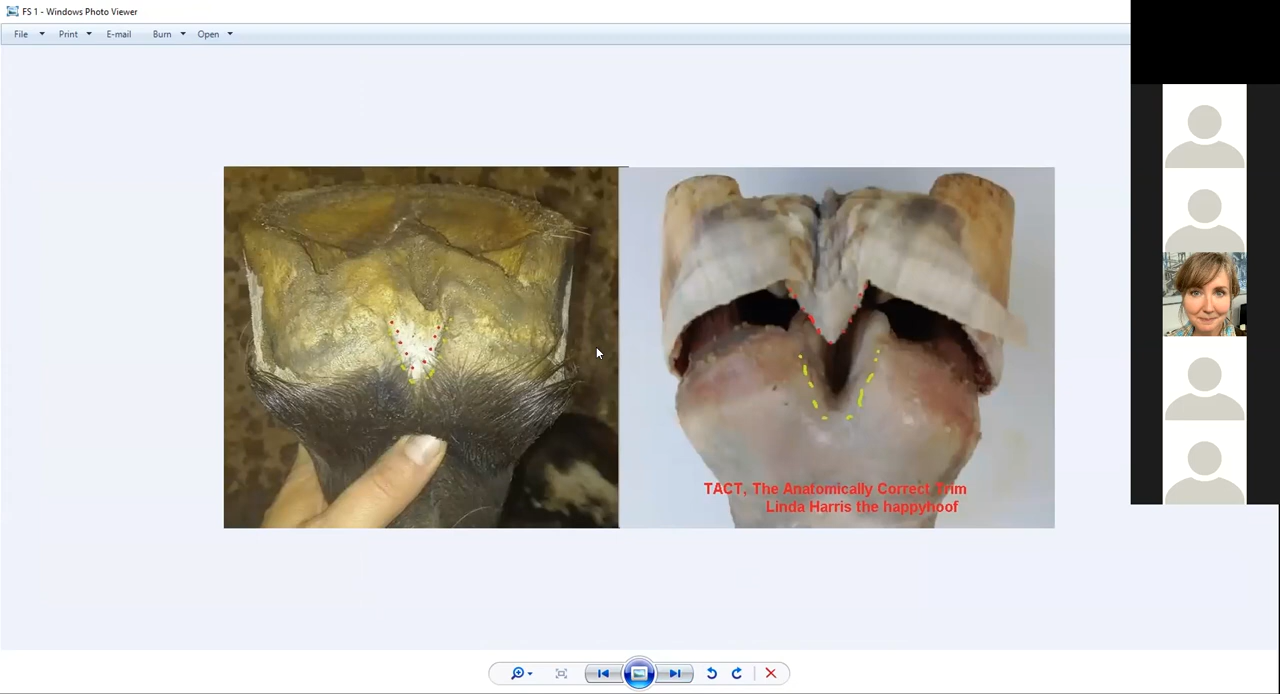 FS 1 - Windows Photo Viewer
File Print E-mail Burn Open
TACT, The Anatomically Correct Trim
Linda Harris the happyhoof